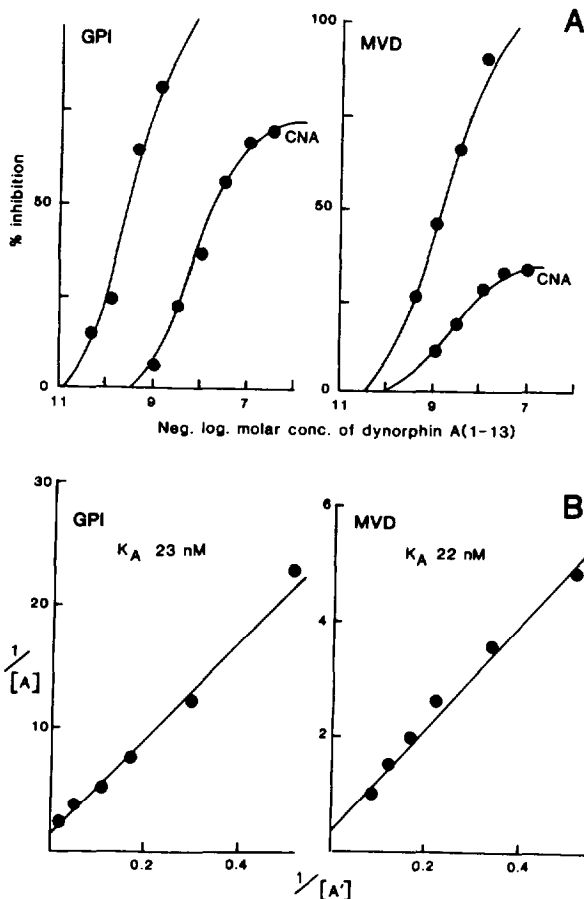 GPI
MVD
A
100
50
50
0
0
CNA
CNA
% inhibition
11 9 7
11 9 7
Neg. log. molar conc. of dynorphin A(1-13)
B
GPI
MVD
K_A 23 nM
K_A 22 nM
30
20
10
6
4
2
1/[A]
0.2 0.4
0.2 0.4
1/[A']